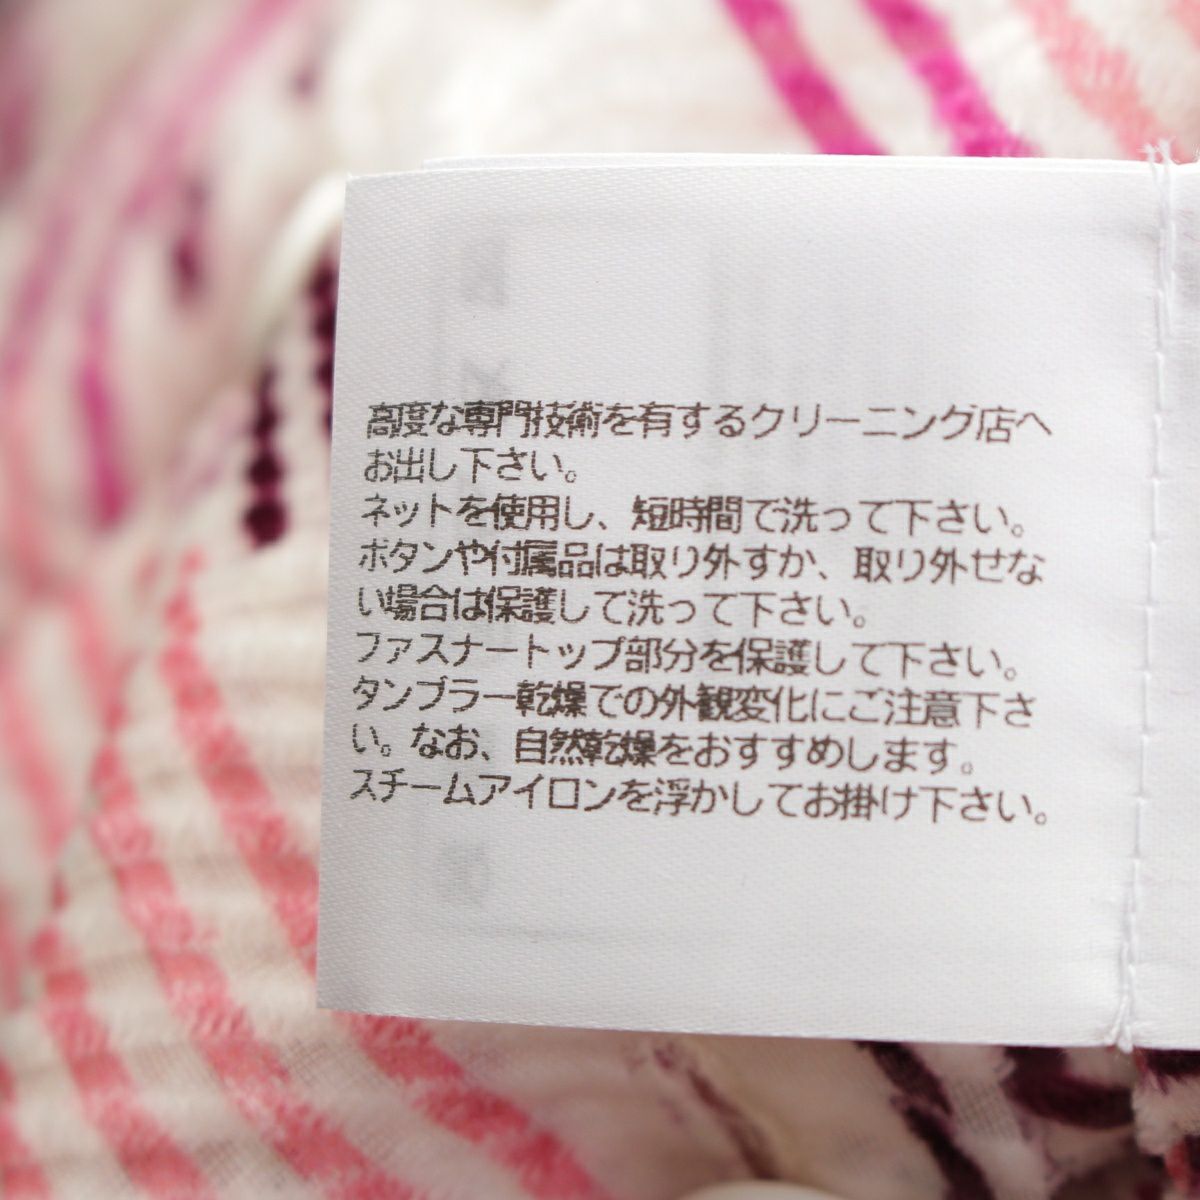 高度な専門技術を有するクリーニング店へ
お出し下さい。
ネットを使用し、短時間で洗って下さい。
ボタンや付属品は取り外すか、取り外せな
い場合は保護して洗って下さい。
ファスナートップ部分を保護して下さい。
タンブラー乾燥での外観変化にご注意下さ
い。なお、自然乾燥をおすすめします。
スチームアイロンを浮かしてお掛け下さい。